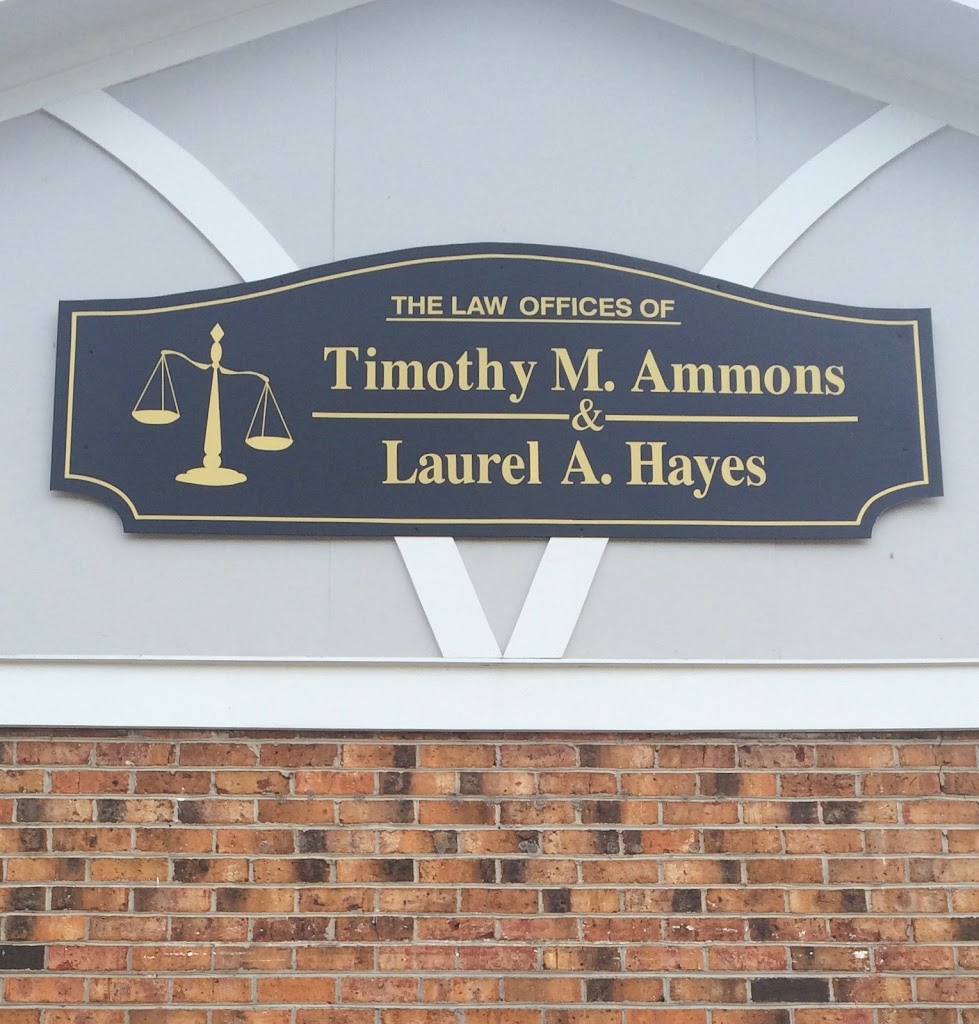 THE LAW OFFICES OF
Timothy M. Ammons
&
Laurel A. Hayes